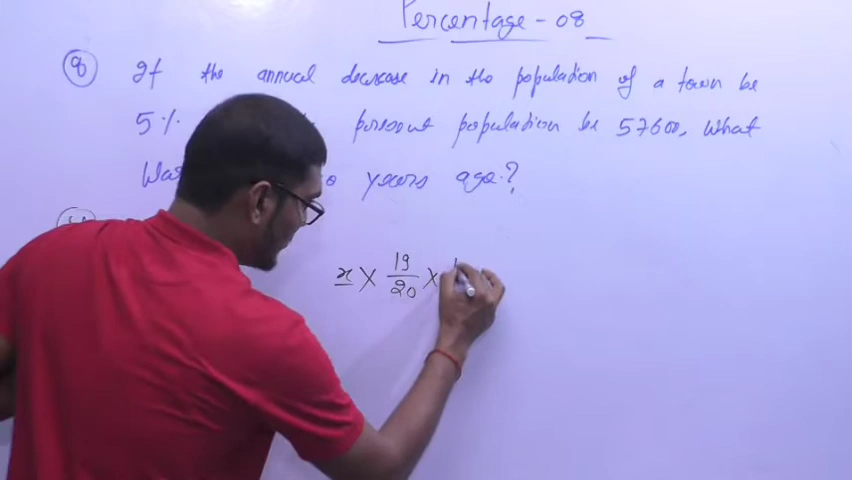 Percentage - 08
8 If the annual decrease in the population of a town be
5% present population be 57600, What
Was years ago.?
x × 19/20 ×